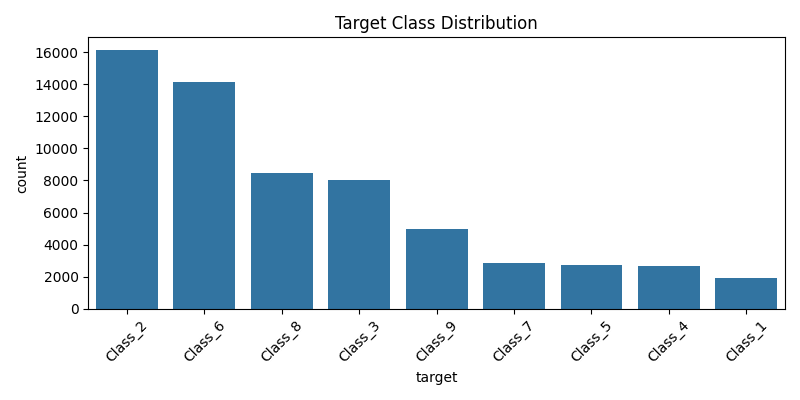 Target Class Distribution
count
16000
14000
12000
10000
8000
6000
4000
2000
0
Class_2 Class_6 Class_8 Class_3 Class_9 Class_7 Class_5 Class_4 Class_1
target